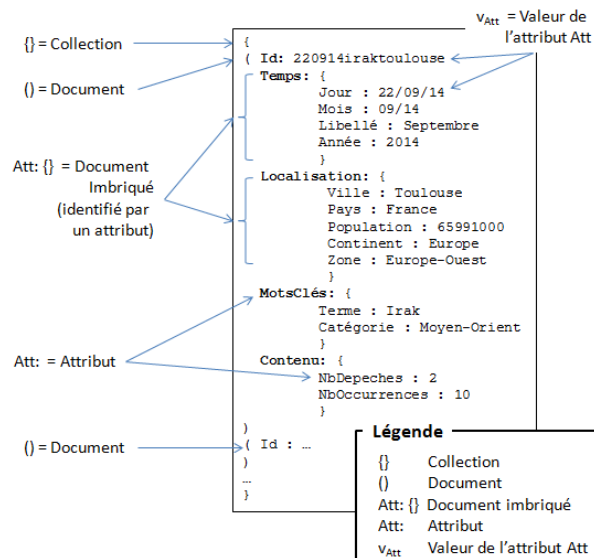 v_Att = Valeur de
l'attribut Att
{} = Collection
{
( Id: 220914iraktoulouse
() = Document
Temps: {
Jour : 22/09/14
Mois : 09/14
Libellé : Septembre
Année : 2014
}
Att: {} = Document
Imbriqué
(identifié par
un attribut)
Localisation: {
Ville : Toulouse
Pays : France
Population : 65991000
Continent : Europe
Zone : Europe-Ouest
}
MotsClés: {
Terme : Irak
Catégorie : Moyen-Orient
}
Att: = Attribut
Contenu: {
NbDepeches : 2
NbOccurrences : 10
}
)
() = Document
( Id : …
)
…
}
Légende
{} Collection
() Document
Att: {} Document imbriqué
Att: Attribut
v_Att Valeur de l'attribut Att